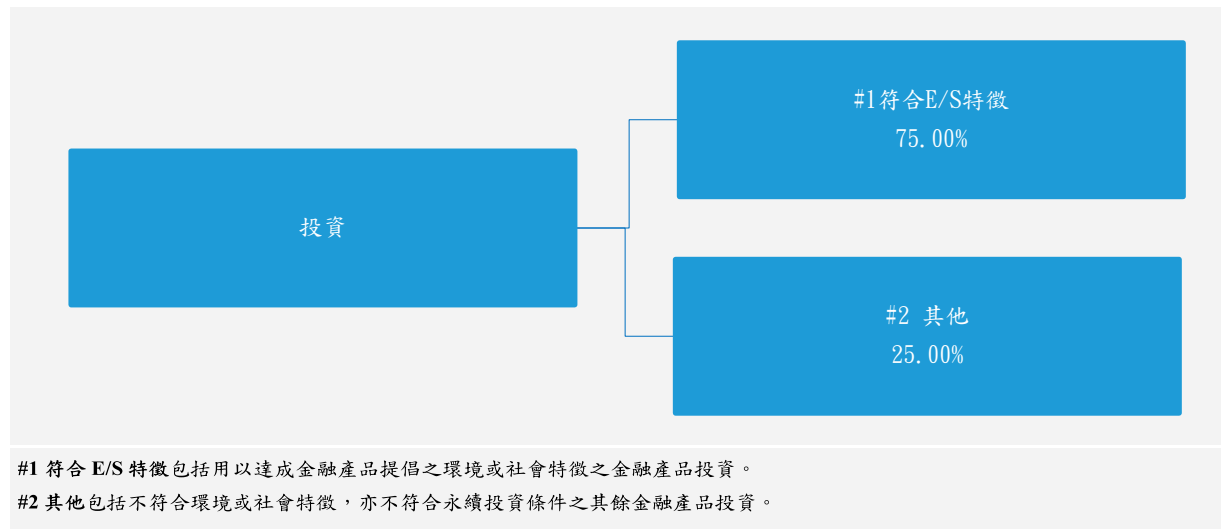 投資
#1符合E/S特徵
75.00%
#2 其他
25.00%
#1 符合 E/S 特徵包括用以達成金融產品提倡之環境或社會特徵之金融產品投資。
#2 其他包括不符合環境或社會特徵，亦不符合永續投資條件之其餘金融產品投資。